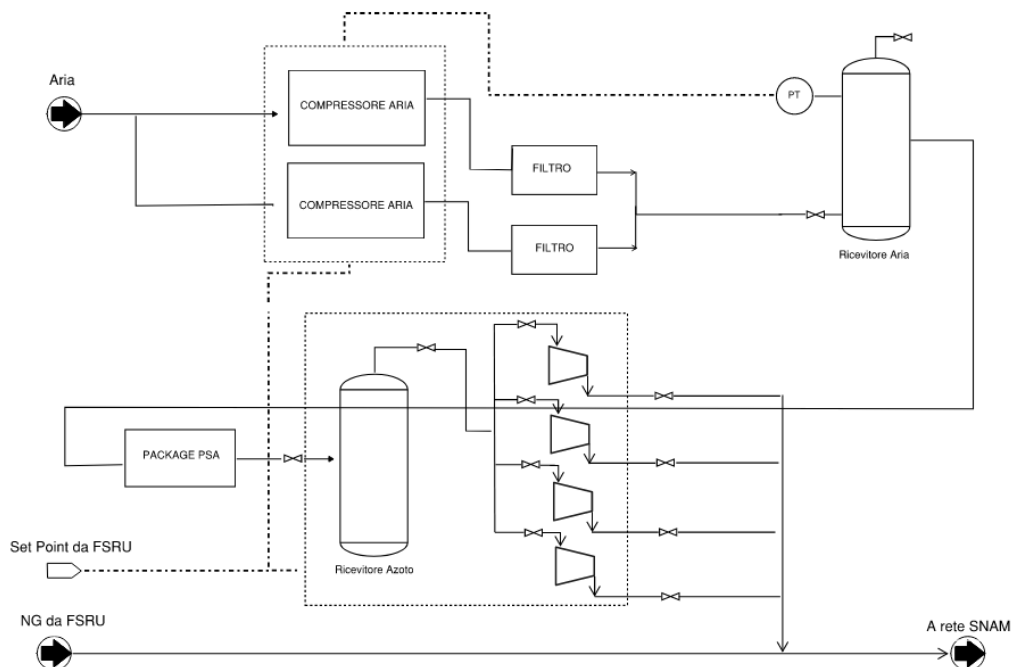 Aria
COMPRESSORE ARIA
PT
FILTRO
COMPRESSORE ARIA
FILTRO
Ricevitore Aria
PACKAGE PSA
Set Point da FSRU
Ricevitore Azoto
NG da FSRU
A rete SNAM